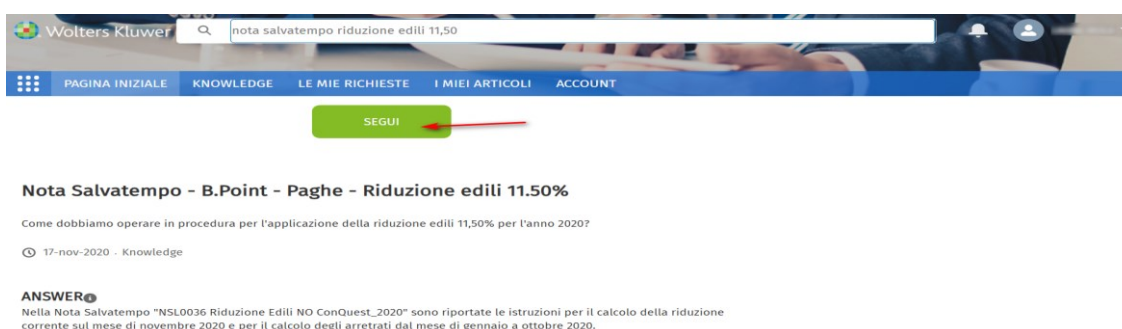 Wolters Kluwer
nota salvatempo riduzione edili 11,50
PAGINA INIZIALE KNOWLEDGE LE MIE RICHIESTE I MIEI ARTICOLI ACCOUNT
SEGUI
Nota Salvatempo - B.Point - Paghe - Riduzione edili 11.50%
Come dobbiamo operare in procedura per l'applicazione della riduzione edili 11,50% per l'anno 2020?
17-nov-2020 · Knowledge
ANSWER
Nella Nota Salvatempo "NSL0036 Riduzione Edili NO ConQuest_2020" sono riportate le istruzioni per il calcolo della riduzione
corrente sul mese di novembre 2020 e per il calcolo degli arretrati dal mese di gennaio a ottobre 2020.